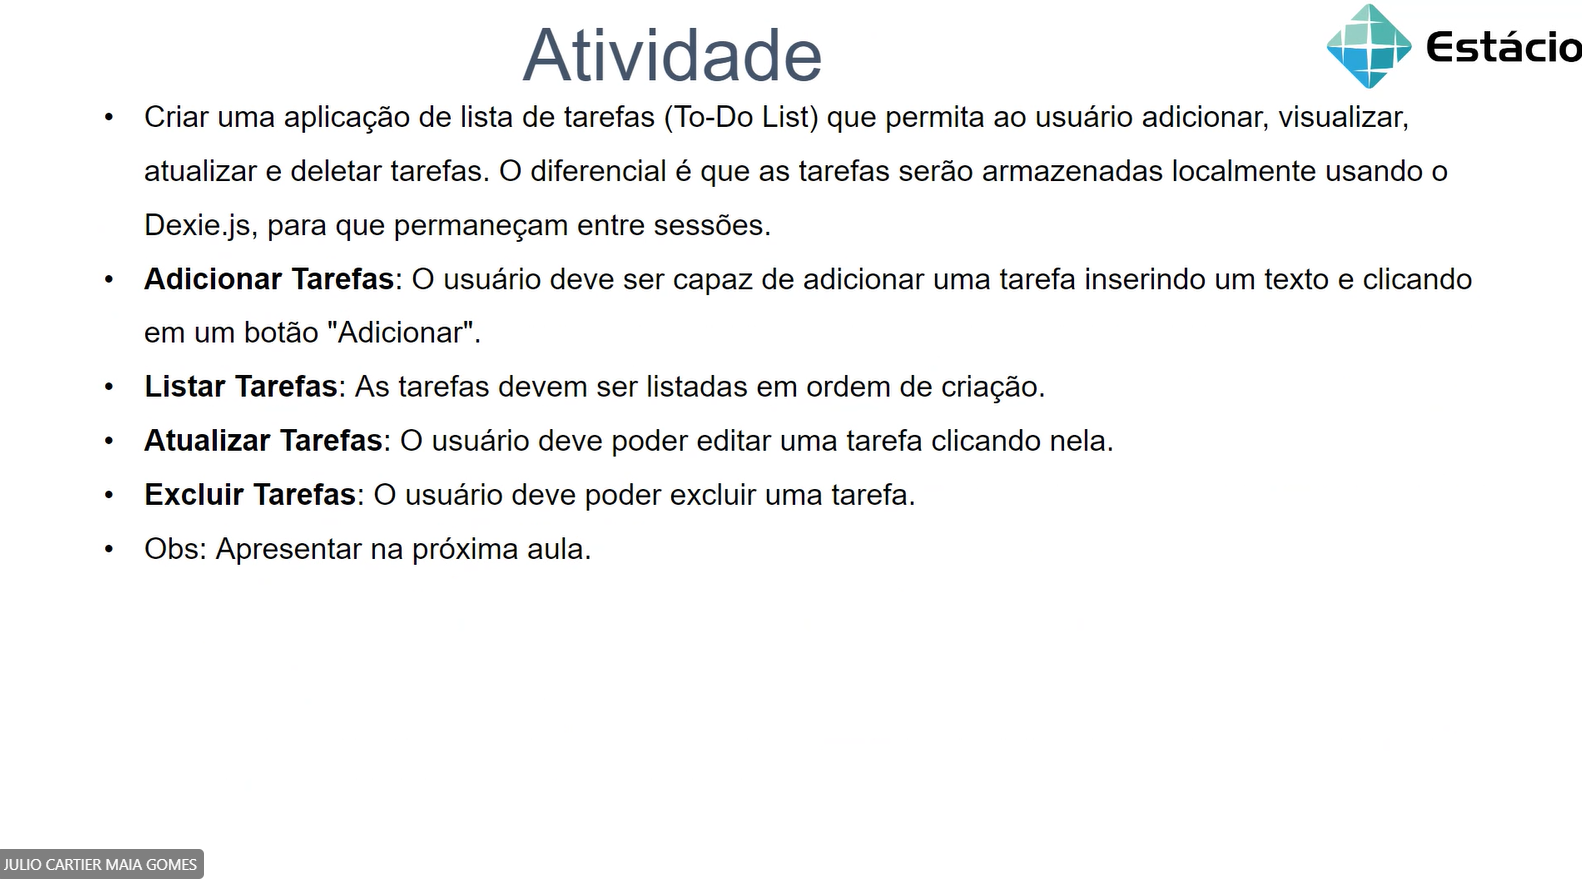 Atividade
Estácio
• Criar uma aplicação de lista de tarefas (To-Do List) que permita ao usuário adicionar, visualizar,
atualizar e deletar tarefas. O diferencial é que as tarefas serão armazenadas localmente usando o
Dexie.js, para que permaneçam entre sessões.
• Adicionar Tarefas: O usuário deve ser capaz de adicionar uma tarefa inserindo um texto e clicando
em um botão "Adicionar".
• Listar Tarefas: As tarefas devem ser listadas em ordem de criação.
• Atualizar Tarefas: O usuário deve poder editar uma tarefa clicando nela.
• Excluir Tarefas: O usuário deve poder excluir uma tarefa.
• Obs: Apresentar na próxima aula.
JULIO CARTIER MAIA GOMES